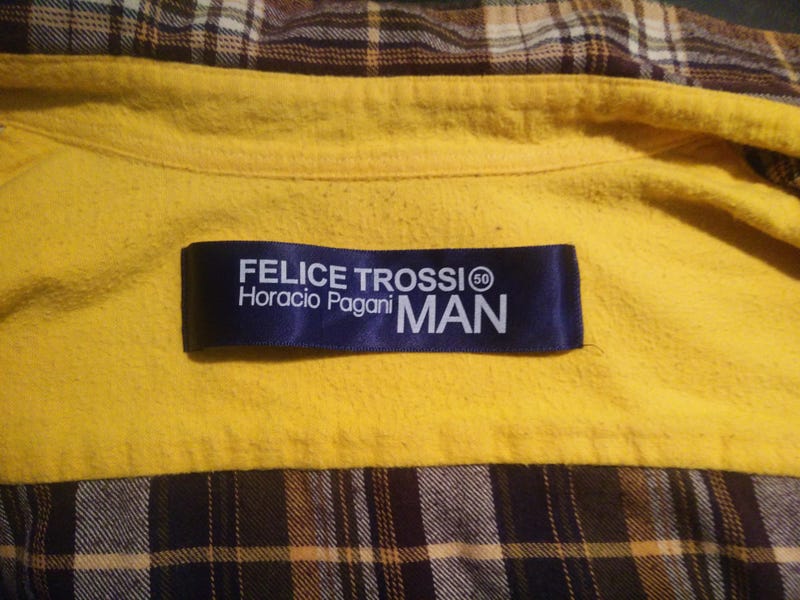 FELICE TROSSI 50
Horacio Pagani MAN